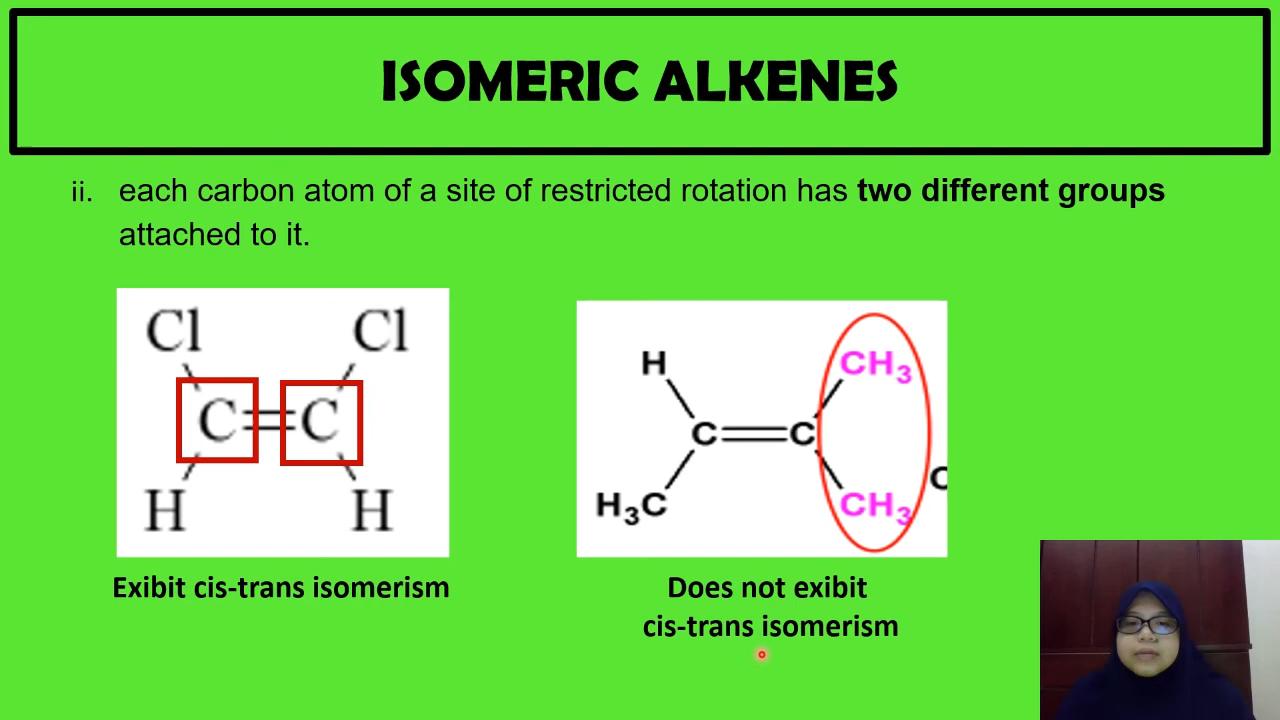 ISOMERIC ALKENES
ii. each carbon atom of a site of restricted rotation has two different groups
attached to it.
Cl Cl
C=C
H H
H CH₃
C=C
H₃C CH₃
C
Exibit cis-trans isomerism
Does not exibit
cis-trans isomerism